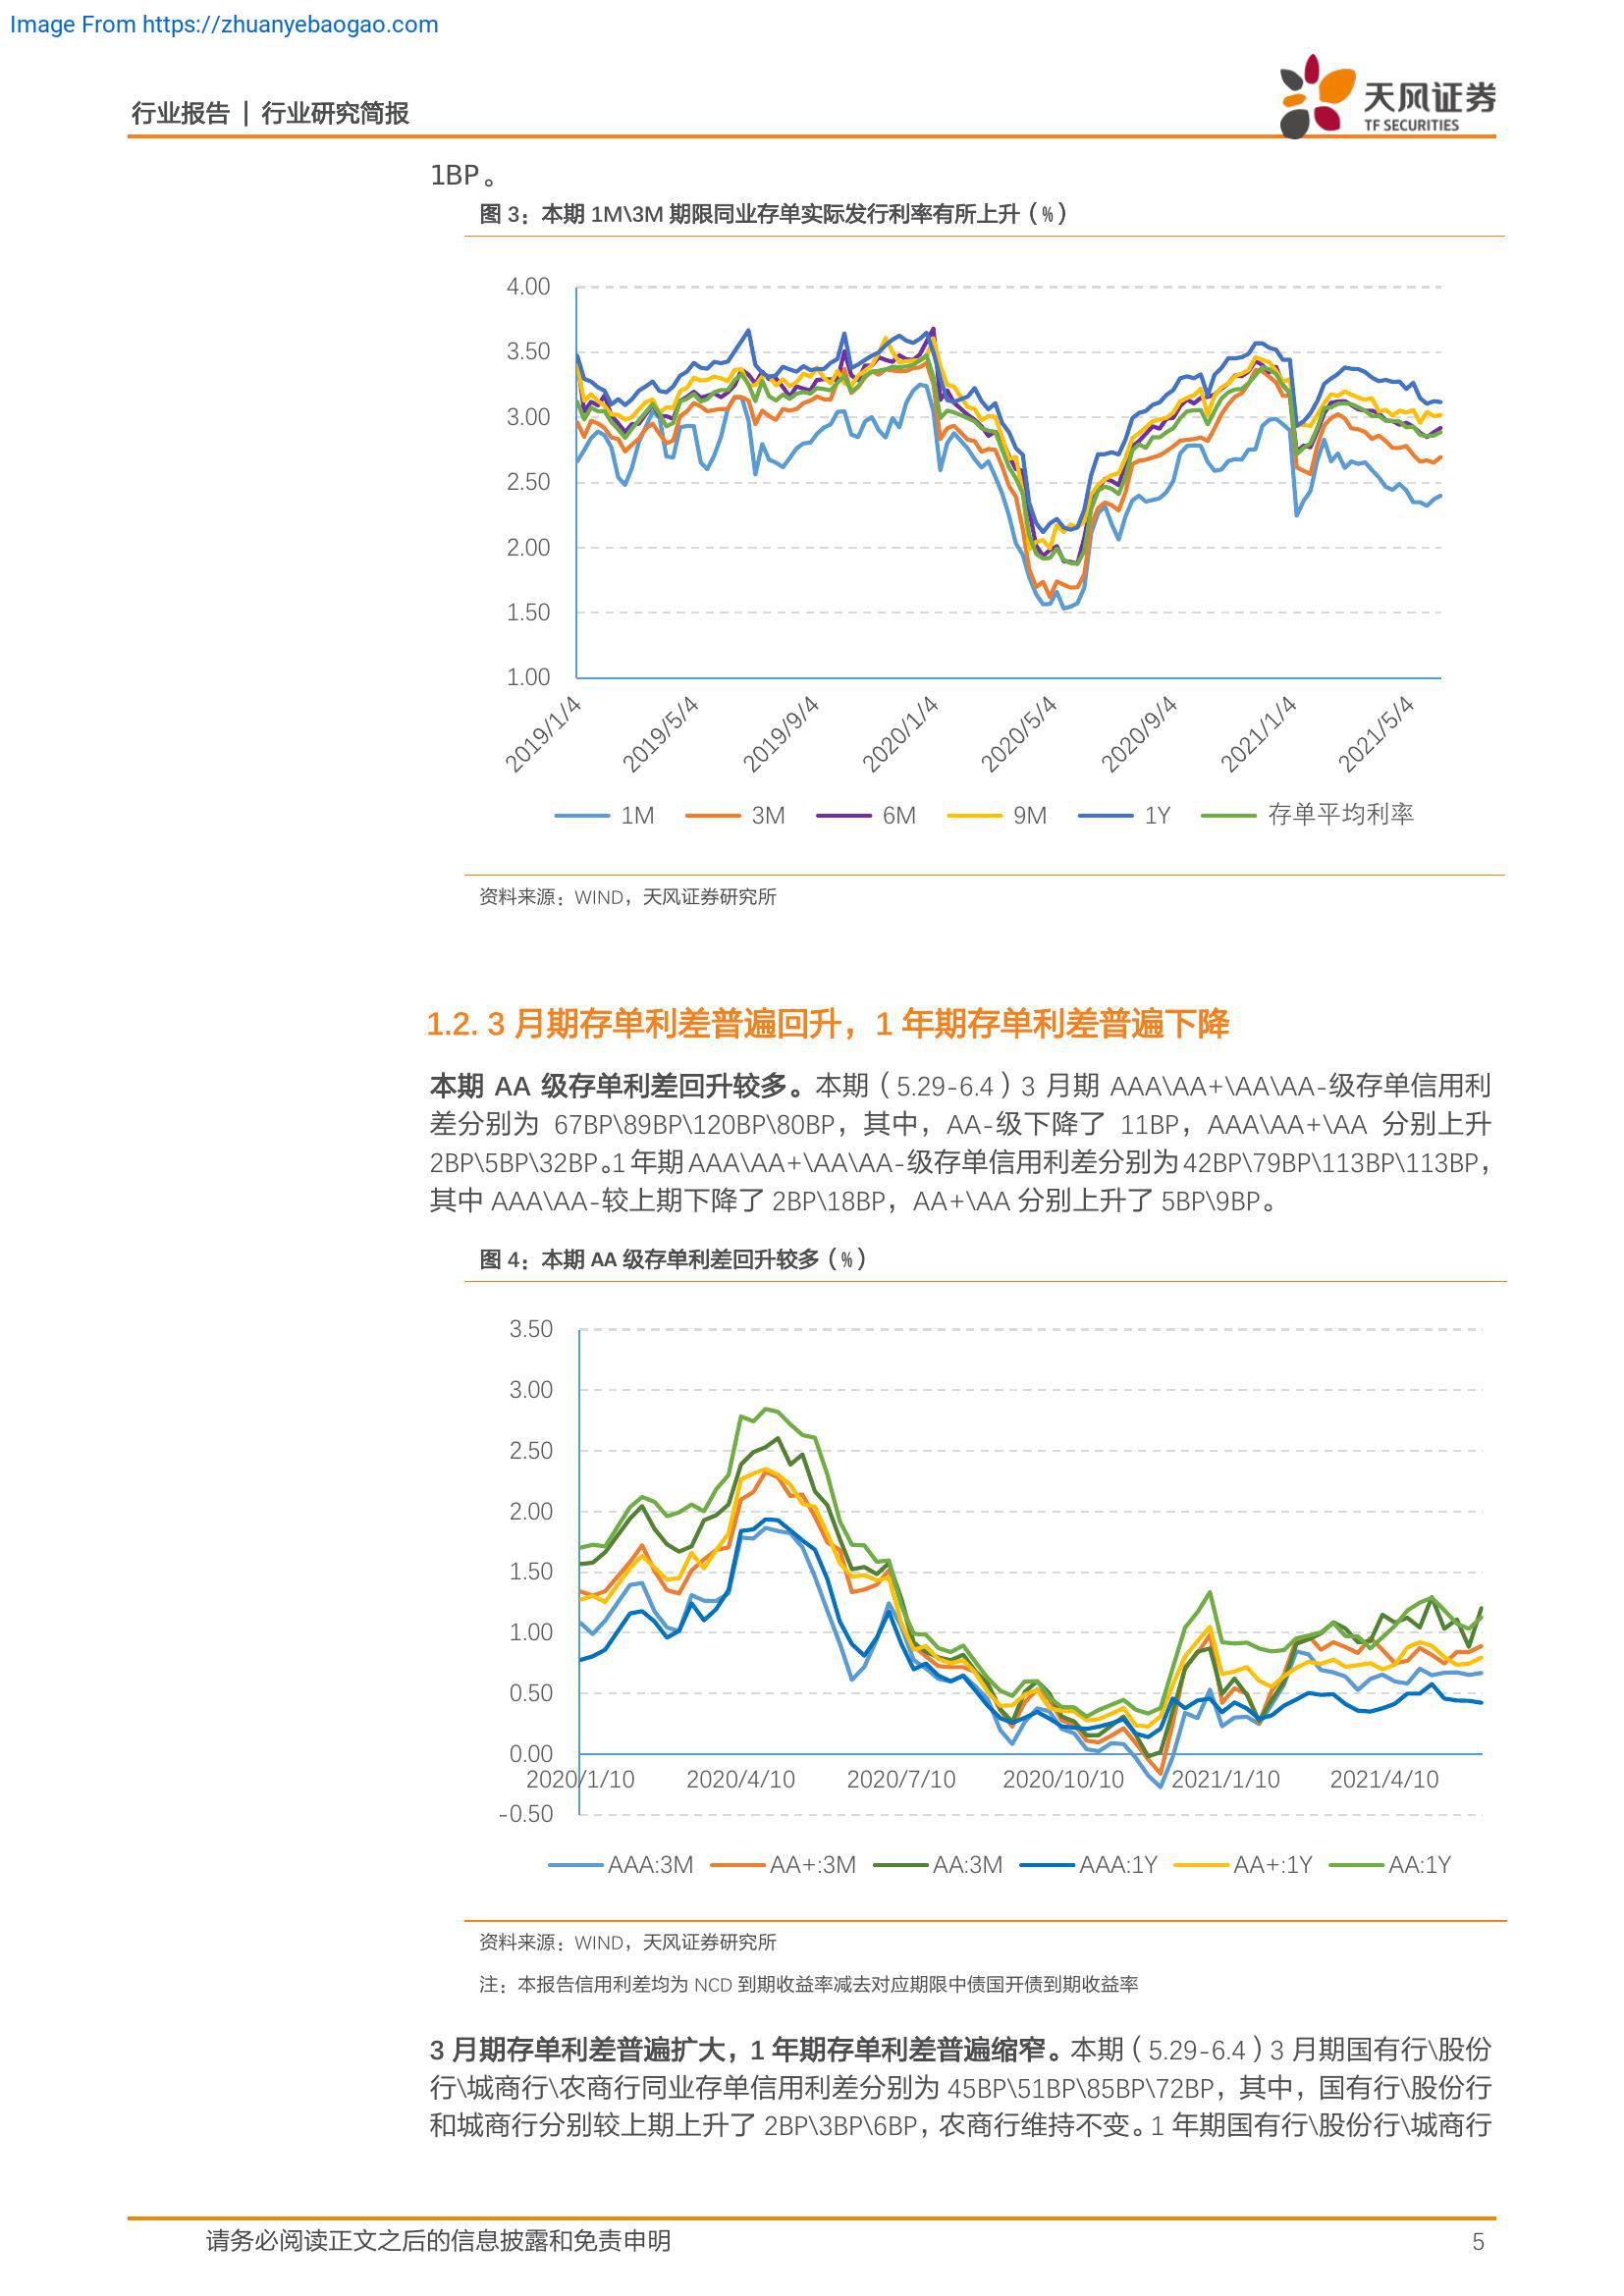 Image From https://zhuanyebaogao.com
行业报告 | 行业研究简报
天风证券
TF SECURITIES
1BP。
图 3：本期 1M\3M 期限同业存单实际发行利率有所上升（%）
4.00
3.50
3.00
2.50
2.00
1.50
1.00
2019/1/4 2019/5/4 2019/9/4 2020/1/4 2020/5/4 2020/9/4 2021/1/4 2021/5/4
1M 3M 6M 9M 1Y 存单平均利率
资料来源：WIND，天风证券研究所
1.2. 3 月期存单利差普遍回升，1 年期存单利差普遍下降
本期 AA 级存单利差回升较多。本期（5.29-6.4）3 月期 AAA\AA+\AA\AA-级存单信用利
差分别为 67BP\89BP\120BP\80BP，其中，AA-级下降了 11BP，AAA\AA+\AA 分别上升
2BP\5BP\32BP。1 年期 AAA\AA+\AA\AA-级存单信用利差分别为 42BP\79BP\113BP\113BP，
其中 AAA\AA-较上期下降了 2BP\18BP，AA+\AA 分别上升了 5BP\9BP。
图 4：本期 AA 级存单利差回升较多（%）
3.50
3.00
2.50
2.00
1.50
1.00
0.50
0.00
2020/1/10 2020/4/10 2020/7/10 2020/10/10 2021/1/10 2021/4/10
-0.50
AAA:3M AA+:3M AA:3M AAA:1Y AA+:1Y AA:1Y
资料来源：WIND，天风证券研究所
注：本报告信用利差均为 NCD 到期收益率减去对应期限中债国开债到期收益率
3 月期存单利差普遍扩大，1 年期存单利差普遍缩窄。本期（5.29-6.4）3 月期国有行\股份
行\城商行\农商行同业存单信用利差分别为 45BP\51BP\85BP\72BP，其中，国有行\股份行
和城商行分别较上期上升了 2BP\3BP\6BP，农商行维持不变。1 年期国有行\股份行\城商行
请务必阅读正文之后的信息披露和免责申明 5